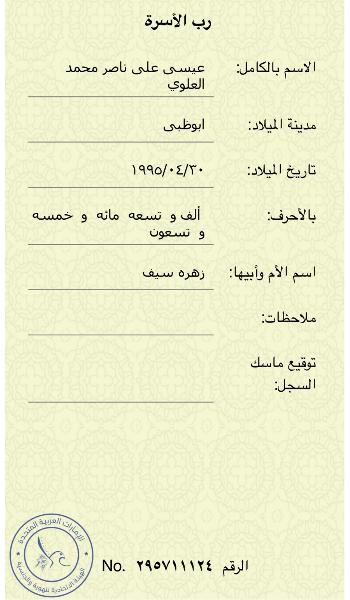 رب الأسرة
الاسم بالكامل: عيسى على ناصر محمد
العلوي
مدينة الميلاد: ابوظبى
تاريخ الميلاد: ١٩٩٥/٠٤/٣٠
بالأحرف: ألف و تسعه مائه و خمسه
و تسعون
اسم الأم وأبيها: زهره سيف
ملاحظات:
توقيع ماسك
السجل:
الرقم ٢٩٥٧١١١٢٤ No.
الإمارات العربية المتحدة
الهيئة الاتحادية للهوية والجنسية